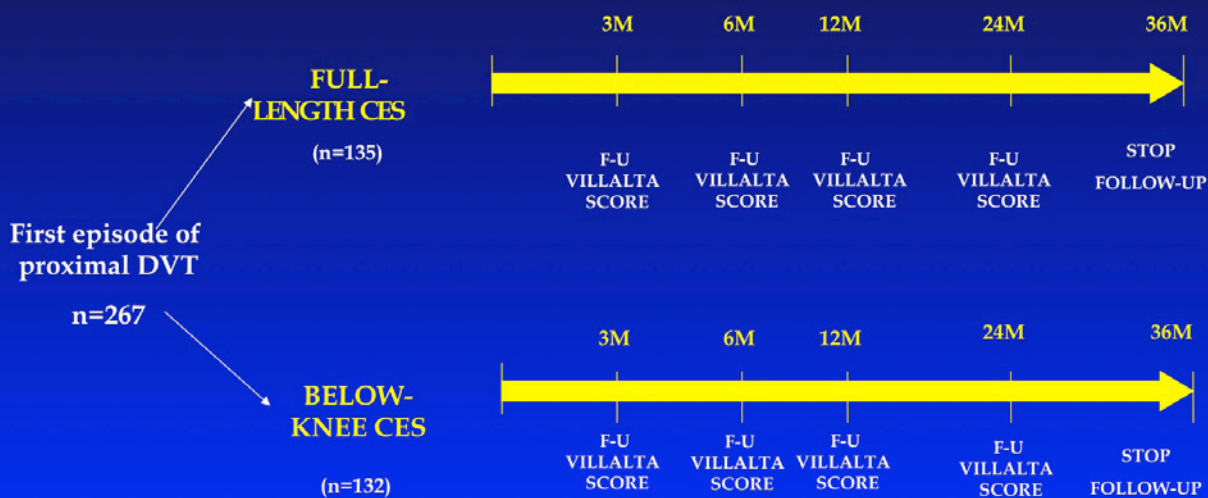 3M 6M 12M 24M 36M
FULL-
LENGTH CES
(n=135)
F-U F-U F-U F-U STOP
VILLALTA VILLALTA VILLALTA VILLALTA FOLLOW-UP
SCORE SCORE SCORE SCORE
First episode of
proximal DVT
n=267
3M 6M 12M 24M 36M
BELOW-
KNEE CES
(n=132)
F-U F-U F-U F-U STOP
VILLALTA VILLALTA VILLALTA VILLALTA FOLLOW-UP
SCORE SCORE SCORE SCORE